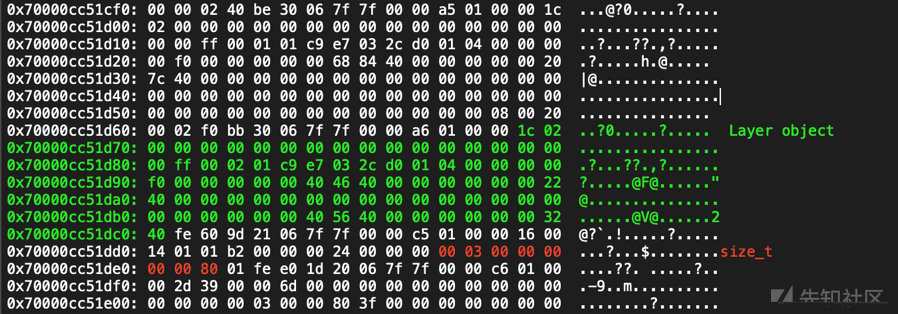 0x70000cc51cf0: 00 00 02 40 be 30 06 7f 7f 00 00 a5 01 00 00 1c ...@?0.....?....
0x70000cc51d00: 02 00 00 00 00 00 00 00 00 00 00 00 00 00 00 00 ................
0x70000cc51d10: 00 00 ff 00 01 01 c9 e7 03 2c d0 01 04 00 00 00 ..?...??.,?.....
0x70000cc51d20: 00 f0 00 00 00 00 00 68 84 40 00 00 00 00 00 20 .?.....h.@.....
0x70000cc51d30: 7c 40 00 00 00 00 00 00 00 00 00 00 00 00 00 00 |@..............
0x70000cc51d40: 00 00 00 00 00 00 00 00 00 00 00 00 00 00 00 00 ................
0x70000cc51d50: 00 00 00 00 00 00 00 00 00 00 00 00 00 08 00 20 ...............
0x70000cc51d60: 00 02 f0 bb 30 06 7f 7f 00 00 a6 01 00 00 1c 02 ..?0.....?..... Layer object
0x70000cc51d70: 00 00 00 00 00 00 00 00 00 00 00 00 00 00 00 00 ................
0x70000cc51d80: 00 ff 00 02 01 c9 e7 03 2c d0 01 04 00 00 00 00 .?...??.,?......
0x70000cc51d90: f0 00 00 00 00 00 40 46 40 00 00 00 00 00 00 22 ?.....@F@......"
0x70000cc51da0: 40 00 00 00 00 00 00 00 00 00 00 00 00 00 00 00 @...............
0x70000cc51db0: 00 00 00 00 00 00 40 56 40 00 00 00 00 00 00 32 ......@V@......2
0x70000cc51dc0: 40 fe 60 9d 21 06 7f 7f 00 00 c5 01 00 00 16 00 @?`.!.....?.....
0x70000cc51dd0: 14 01 01 b2 00 00 00 24 00 00 00 00 03 00 00 00 ...?...$........size_t
0x70000cc51de0: 00 00 80 01 fe e0 1d 20 06 7f 7f 00 00 c6 01 00 ....??. .....?..
0x70000cc51df0: 00 2d 39 00 00 6d 00 00 00 00 00 00 00 00 00 00 .-9..m..........
0x70000cc51e00: 00 00 00 00 03 00 00 80 3f 00 00 00 00 00 00 00 ........?.......
先知社区